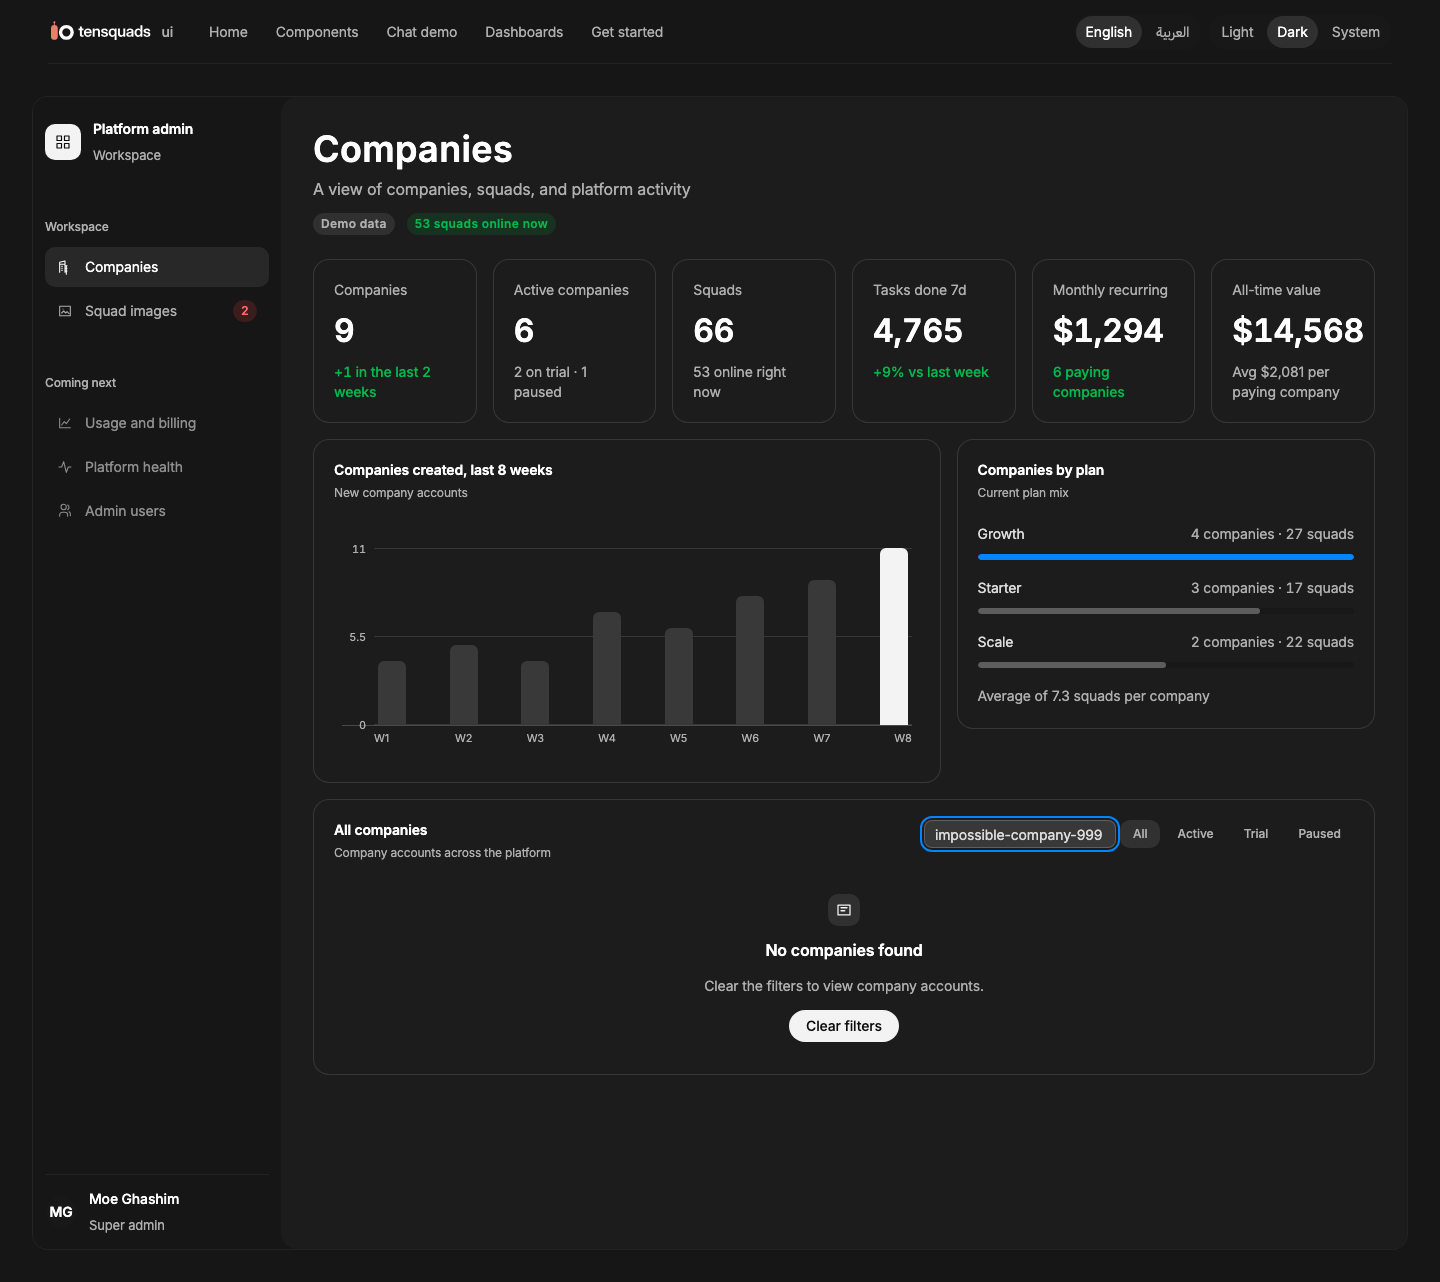 tensquads ui
Home
Components
Chat demo
Dashboards
Get started
English
العربية
Light
Dark
System
Platform admin
Workspace
Workspace
Companies
Squad images
2
Coming next
Usage and billing
Platform health
Admin users
MG
Moe Ghashim
Super admin
Companies
A view of companies, squads, and platform activity
Demo data
53 squads online now
Companies
9
+1 in the last 2
weeks
Active companies
6
2 on trial · 1
paused
Squads
66
53 online right
now
Tasks done 7d
4,765
+9% vs last week
Monthly recurring
$1,294
6 paying
companies
All-time value
$14,568
Avg $2,081 per
paying company
Companies created, last 8 weeks
New company accounts
11
5.5
0
W1
W2
W3
W4
W5
W6
W7
W8
Companies by plan
Current plan mix
Growth
4 companies · 27 squads
Starter
3 companies · 17 squads
Scale
2 companies · 22 squads
Average of 7.3 squads per company
All companies
Company accounts across the platform
impossible-company-999
All
Active
Trial
Paused
No companies found
Clear the filters to view company accounts.
Clear filters